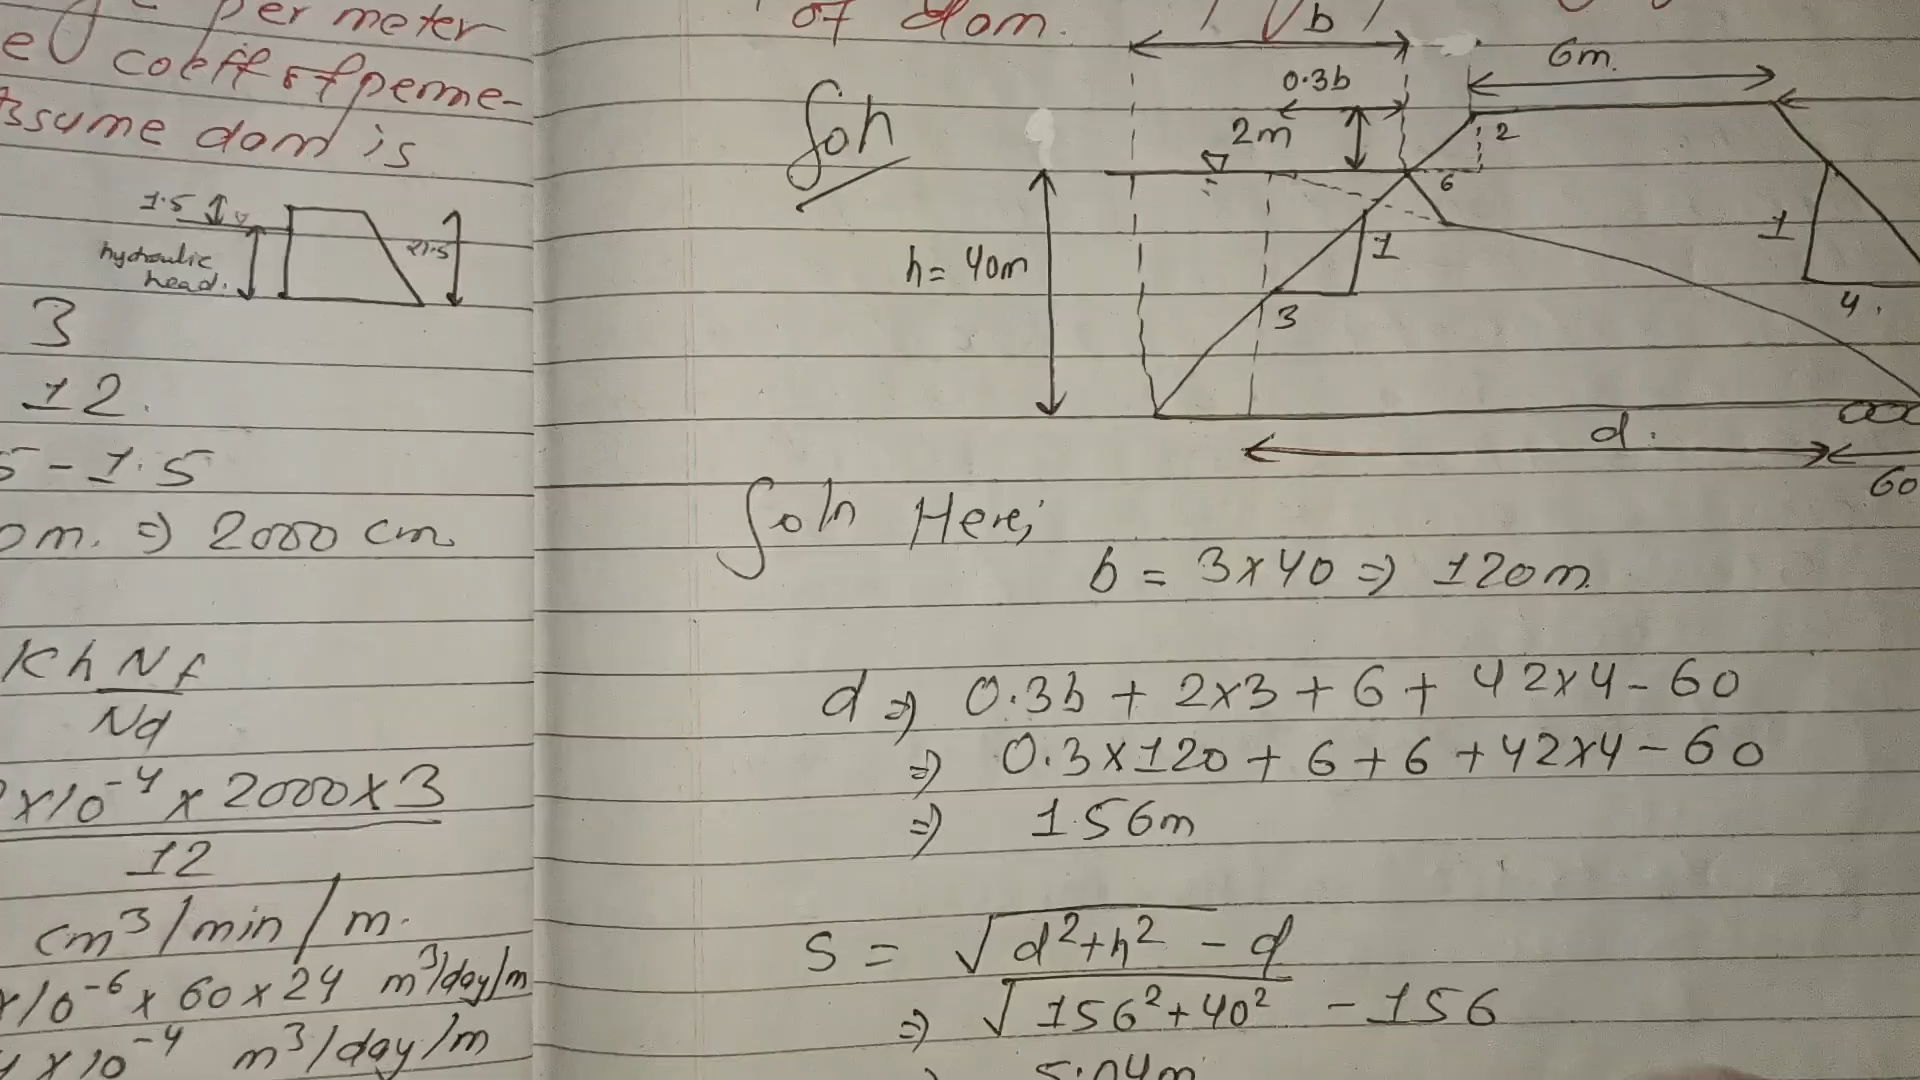 per meter
coeff of perme-
Assume dam is
1.5
hydraulic
head.
21.5
3
12.
5 - 1.5
0m. ⇒ 2000 cm
K h Nf
Nd
x10⁻⁴ x 2000 x 3
12
cm³/min/m.
x10⁻⁶ x 60 x 24 m³/day/m
x10⁻⁴ m³/day/m
of dam.
b
6m.
0.3b
Soln
2m
2
6
h = 40m
1
3
1
4.
d.
60
Soln Here,
b = 3x40 ⇒ 120m.
d ⇒ 0.3b + 2x3 + 6 + 42x4 - 60
⇒ 0.3x120 + 6 + 6 + 42x4 - 60
⇒ 156m
S = √d²+h² - d
⇒ √156²+40² - 156
5.04m